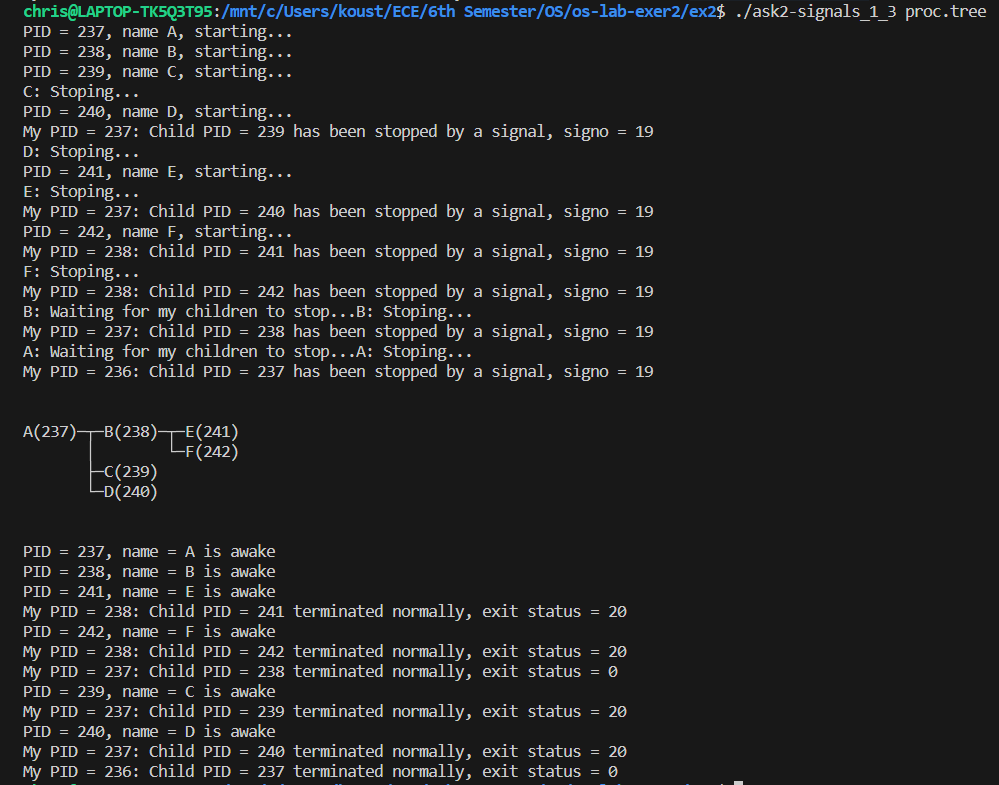 chris@LAPTOP-TK5Q3T95:/mnt/c/Users/koust/ECE/6th Semester/OS/os-lab-exer2/ex2$ ./ask2-signals_1_3 proc.tree
PID = 237, name A, starting...
PID = 238, name B, starting...
PID = 239, name C, starting...
C: Stoping...
PID = 240, name D, starting...
My PID = 237: Child PID = 239 has been stopped by a signal, signo = 19
D: Stoping...
PID = 241, name E, starting...
E: Stoping...
My PID = 237: Child PID = 240 has been stopped by a signal, signo = 19
PID = 242, name F, starting...
My PID = 238: Child PID = 241 has been stopped by a signal, signo = 19
F: Stoping...
My PID = 238: Child PID = 242 has been stopped by a signal, signo = 19
B: Waiting for my children to stop...B: Stoping...
My PID = 237: Child PID = 238 has been stopped by a signal, signo = 19
A: Waiting for my children to stop...A: Stoping...
My PID = 236: Child PID = 237 has been stopped by a signal, signo = 19
A(237)─┬─B(238)─┬─E(241)
       │        └─F(242)
       ├─C(239)
       └─D(240)
PID = 237, name = A is awake
PID = 238, name = B is awake
PID = 241, name = E is awake
My PID = 238: Child PID = 241 terminated normally, exit status = 20
PID = 242, name = F is awake
My PID = 238: Child PID = 242 terminated normally, exit status = 20
My PID = 237: Child PID = 238 terminated normally, exit status = 0
PID = 239, name = C is awake
My PID = 237: Child PID = 239 terminated normally, exit status = 20
PID = 240, name = D is awake
My PID = 237: Child PID = 240 terminated normally, exit status = 20
My PID = 236: Child PID = 237 terminated normally, exit status = 0